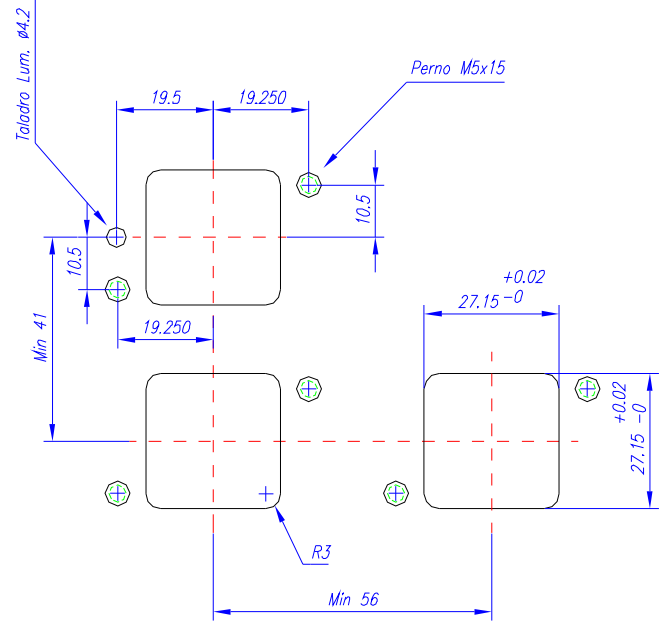 Taladro Lum. ø4.2
Perno M5x15
19.5
19.250
10.5
10.5
19.250
Min 41
+0.02
27.15 -0
+0.02
27.15 -0
R3
Min 56